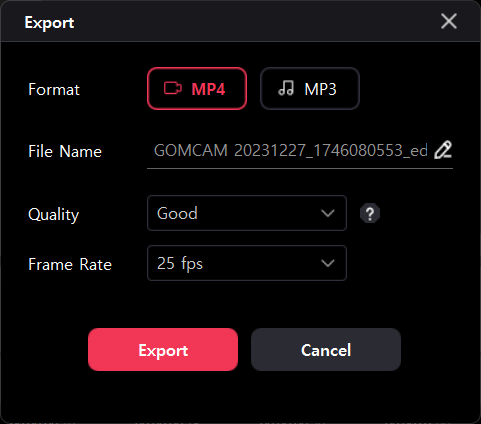 Export
Format
MP4
MP3
File Name
GOMCAM 20231227_1746080553_ed
Quality
Good
?
Frame Rate
25 fps
Export
Cancel